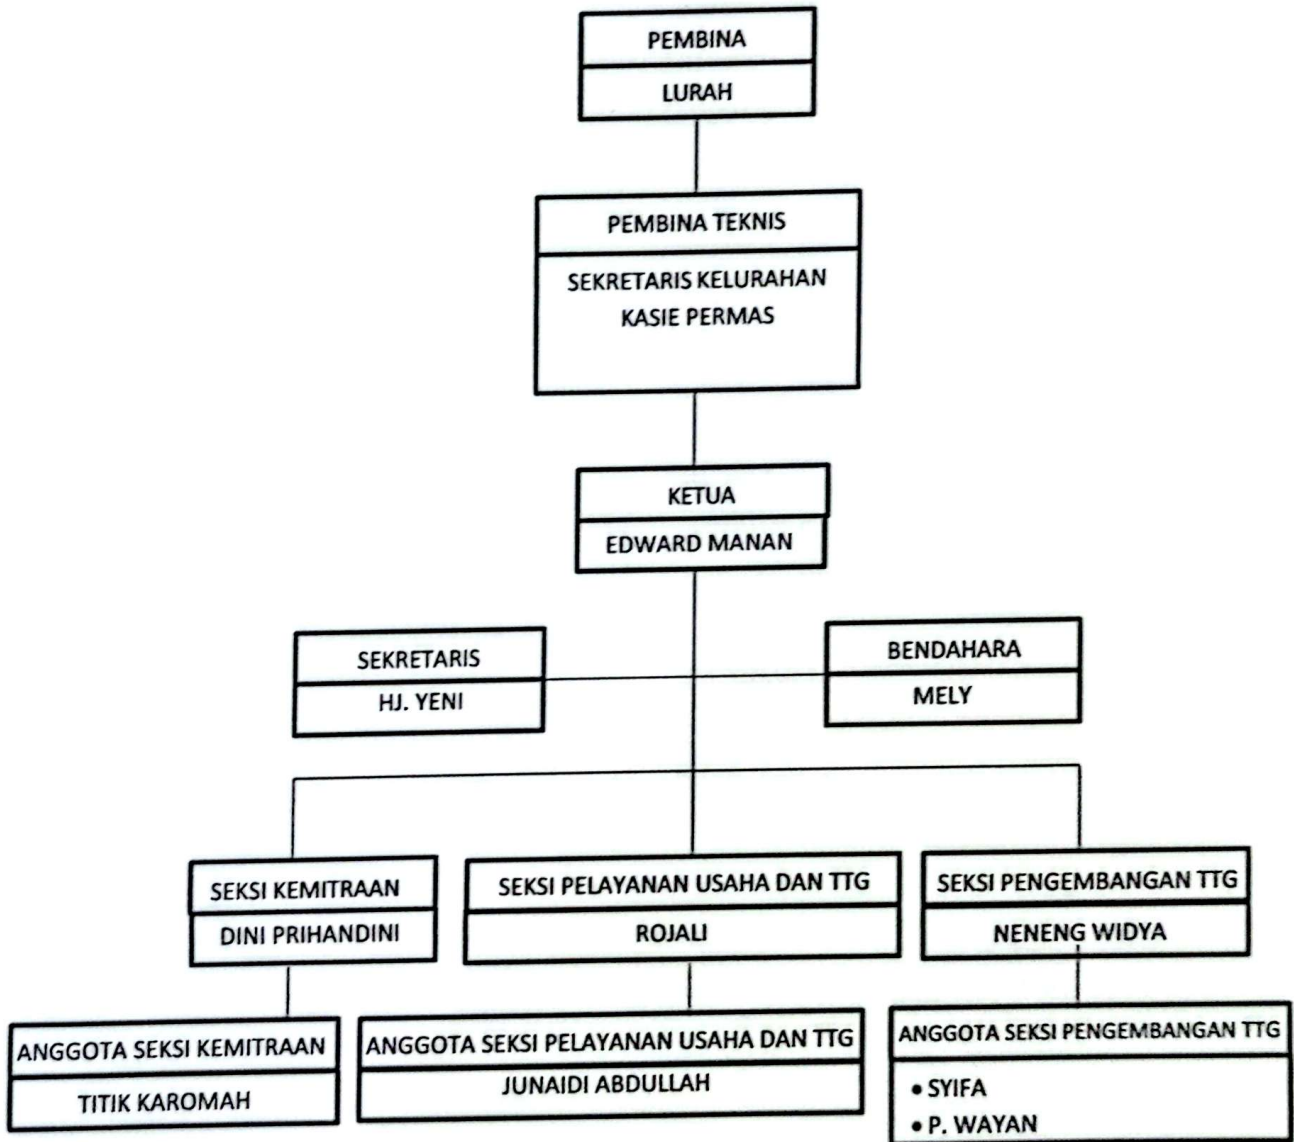 PEMBINA
LURAH
PEMBINA TEKNIS
SEKRETARIS KELURAHAN
KASIE PERMAS
KETUA
EDWARD MANAN
SEKRETARIS
HJ. YENI
BENDAHARA
MELY
SEKSI KEMITRAAN
DINI PRIHANDINI
SEKSI PELAYANAN USAHA DAN TTG
ROJALI
SEKSI PENGEMBANGAN TTG
NENENG WIDYA
ANGGOTA SEKSI KEMITRAAN
TITIK KAROMAH
ANGGOTA SEKSI PELAYANAN USAHA DAN TTG
JUNAIDI ABDULLAH
ANGGOTA SEKSI PENGEMBANGAN TTG
• SYIFA
• P. WAYAN